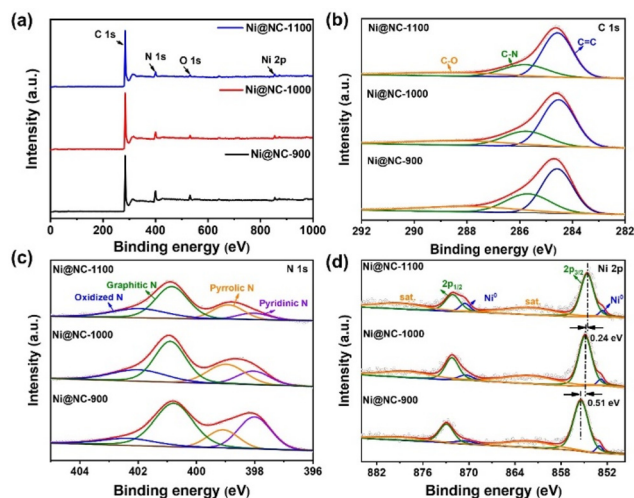 (a)
Ni@NC-1100
C 1s
N 1s
O 1s
Ni 2p
Ni@NC-1000
Ni@NC-900
Intensity (a.u.)
0 200 400 600 800 1000
Binding energy (eV)
(b)
Ni@NC-1100
C 1s
C=C
C-N
C-O
Ni@NC-1000
Ni@NC-900
Intensity (a.u.)
292 290 288 286 284 282
Binding energy (eV)
(c)
N 1s
Ni@NC-1100
Graphitic N
Oxidized N
Pyrrolic N
Pyridinic N
Ni@NC-1000
Ni@NC-900
Intensity (a.u.)
404 402 400 398 396
Binding energy (eV)
(d)
Ni 2p
Ni@NC-1100
2p3/2
2p1/2
sat.
Ni⁰
sat.
Ni⁰
Ni@NC-1000
0.24 eV
Ni@NC-900
0.51 eV
Intensity (a.u.)
884 876 870 862 854
Binding energy (eV)